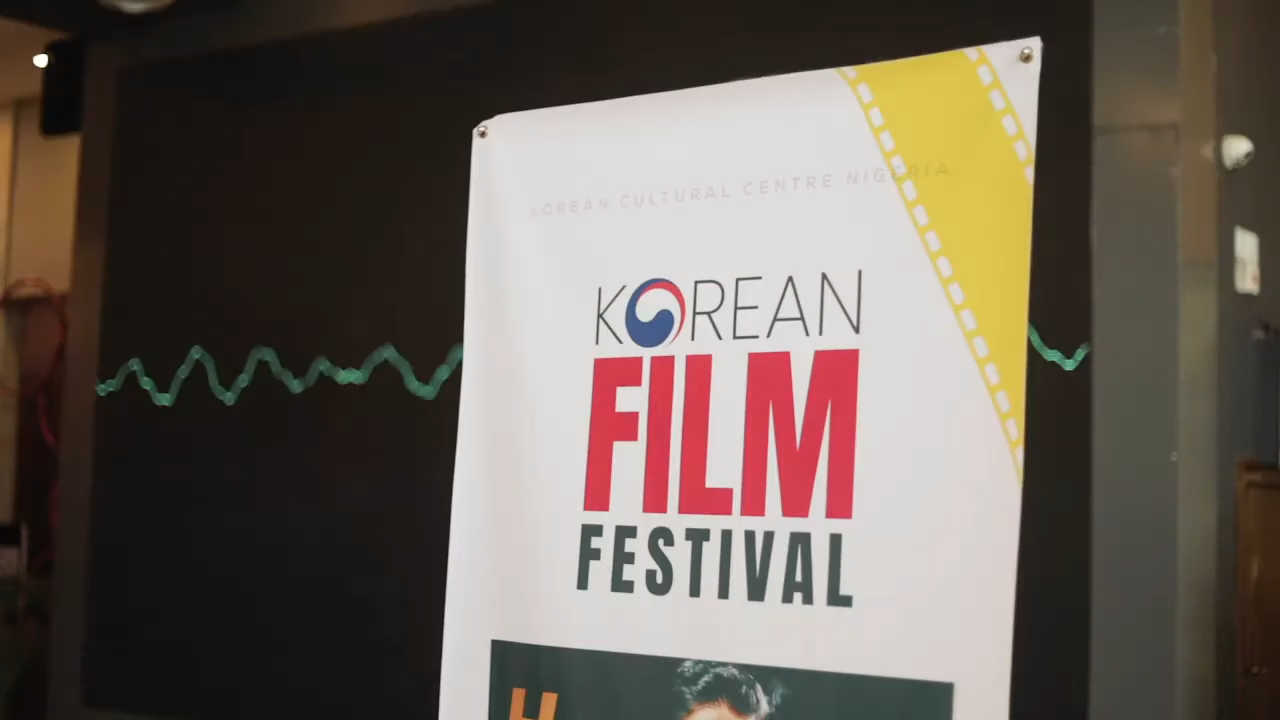 KOREAN CULTURAL CENTRE NIGERIA
KOREAN
FILM
FESTIVAL
H